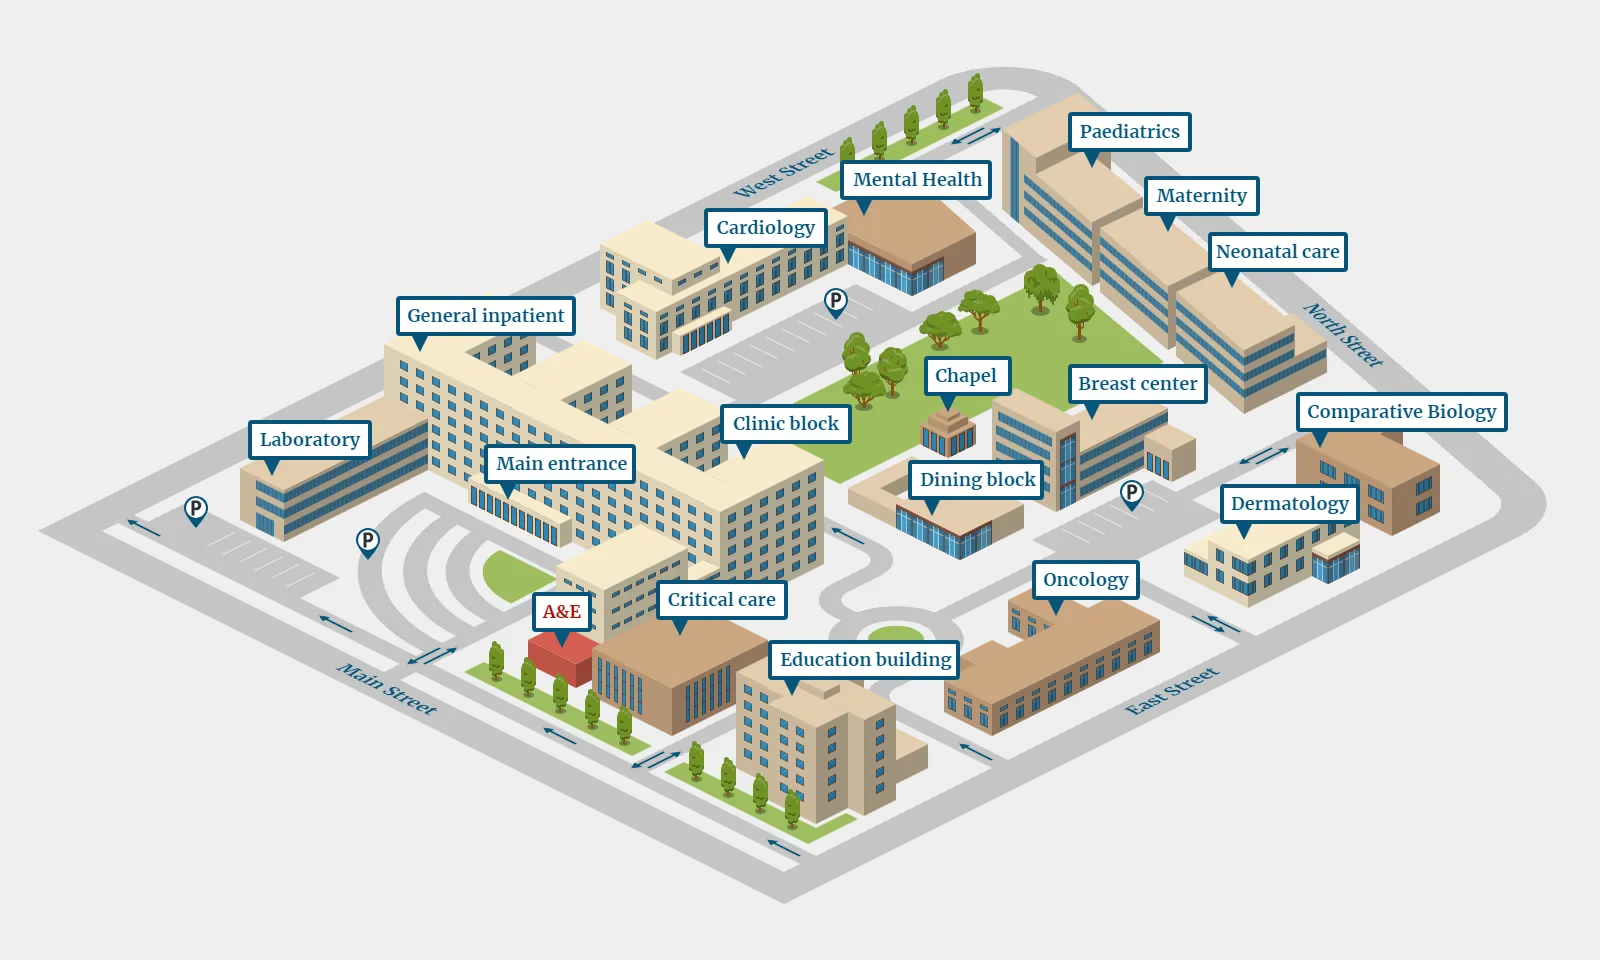 Paediatrics
West Street
Mental Health
Maternity
Cardiology
Neonatal care
P
General inpatient
North Street
Chapel
Breast center
Comparative Biology
Clinic block
Laboratory
Main entrance
Dining block
P
Dermatology
P
P
Oncology
A&E
Critical care
Education building
Main Street
East Street